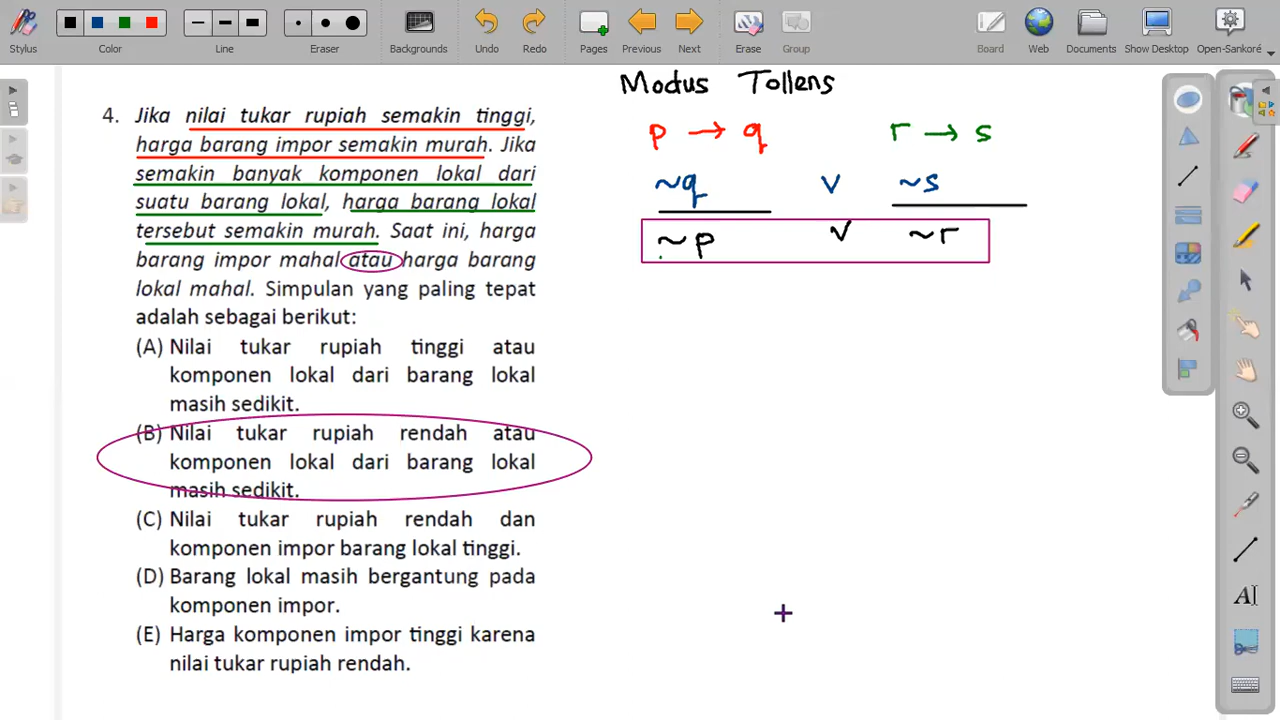 Stylus
Color
Line
Eraser
Backgrounds
Undo
Redo
Pages
Previous
Next
Erase
Group
Board
Web
Documents
Show Desktop
Open-Sankoré
Modus Tollens
p → q r → s
~q v ~s
~p v ~r
4. Jika nilai tukar rupiah semakin tinggi,
harga barang impor semakin murah. Jika
semakin banyak komponen lokal dari
suatu barang lokal, harga barang lokal
tersebut semakin murah. Saat ini, harga
barang impor mahal atau harga barang
lokal mahal. Simpulan yang paling tepat
adalah sebagai berikut:
(A) Nilai tukar rupiah tinggi atau
komponen lokal dari barang lokal
masih sedikit.
(B) Nilai tukar rupiah rendah atau
komponen lokal dari barang lokal
masih sedikit.
(C) Nilai tukar rupiah rendah dan
komponen impor barang lokal tinggi.
(D) Barang lokal masih bergantung pada
komponen impor.
(E) Harga komponen impor tinggi karena
nilai tukar rupiah rendah.
AI